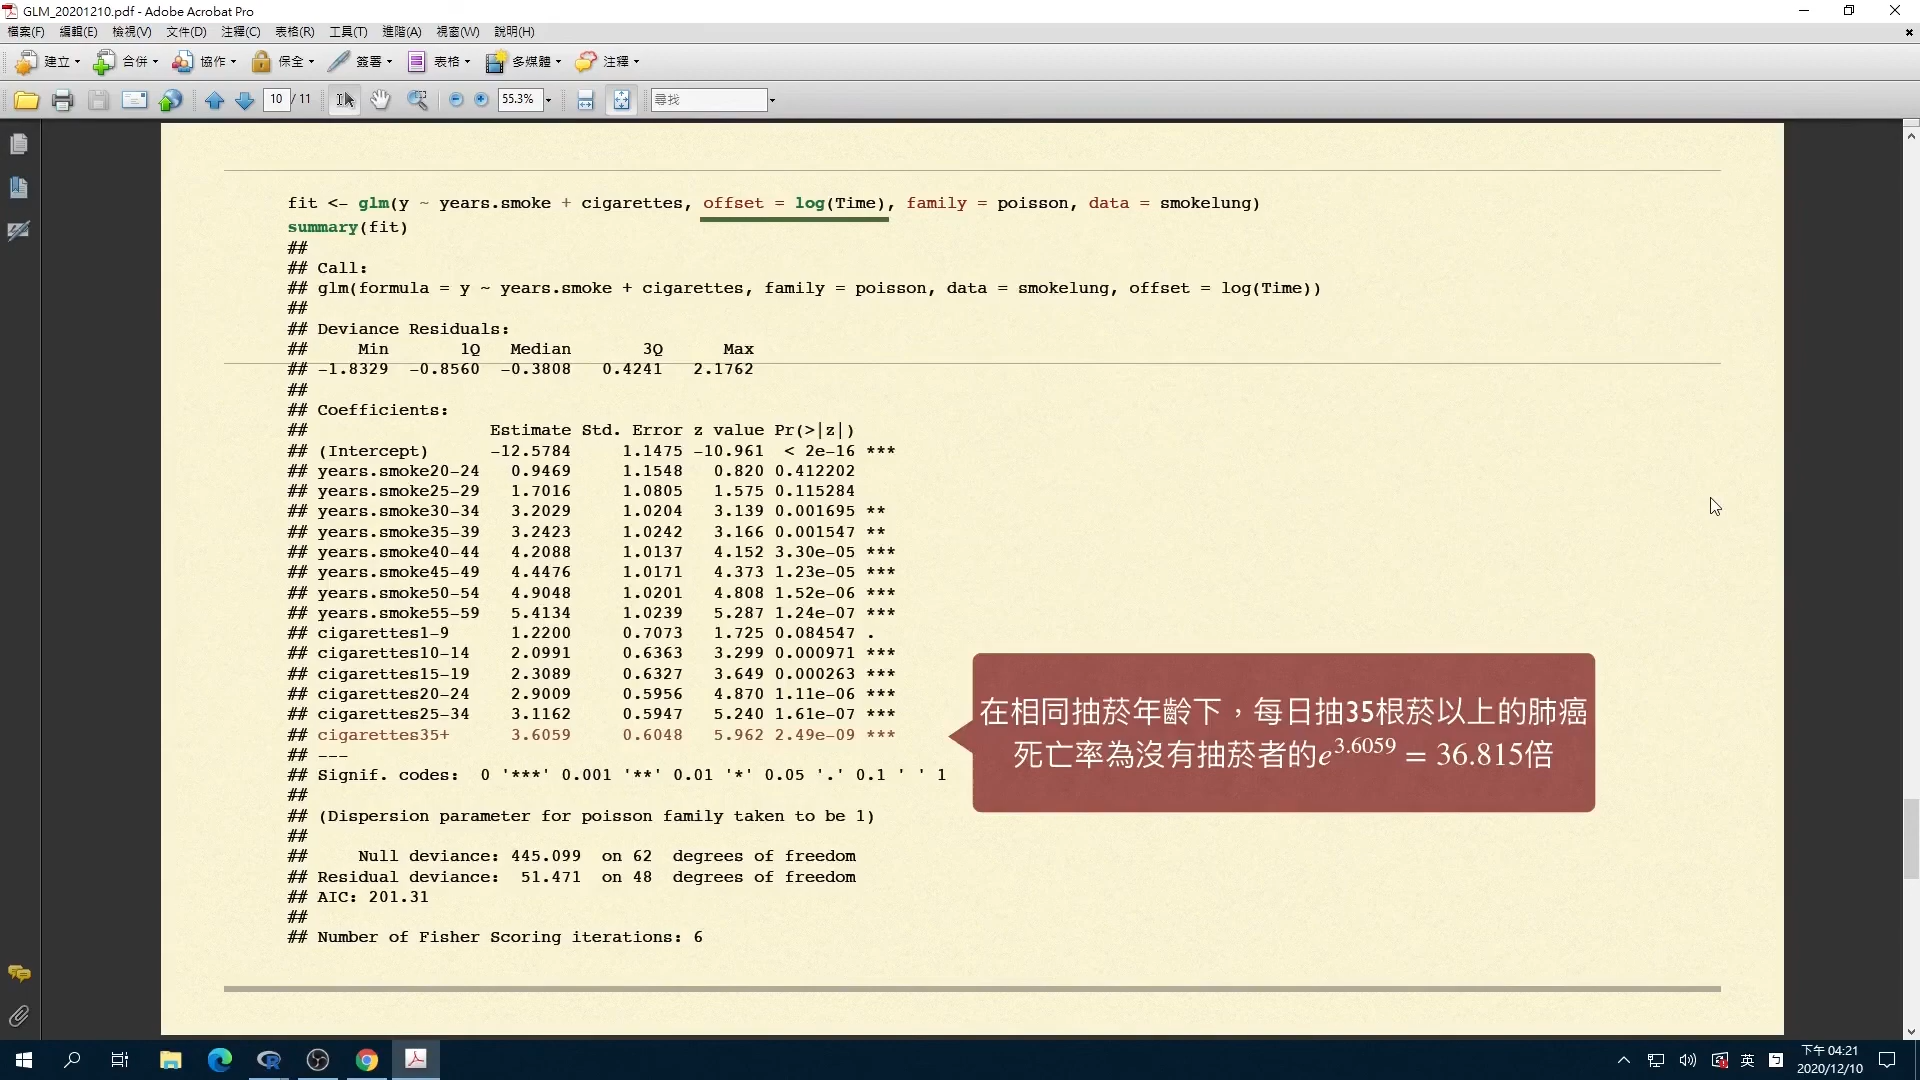 GLM_20201210.pdf - Adobe Acrobat Pro
檔案(F) 編輯(E) 檢視(V) 文件(D) 注釋(C) 表格(R) 工具(T) 進階(A) 視窗(W) 說明(H)
建立 合併 協作 保全 簽署 表格 多媒體 注釋
10 / 11 55.3% 尋找
fit <- glm(y ~ years.smoke + cigarettes, offset = log(Time), family = poisson, data = smokelung)
summary(fit)
##
## Call:
## glm(formula = y ~ years.smoke + cigarettes, family = poisson, data = smokelung, offset = log(Time))
##
## Deviance Residuals:
## Min 1Q Median 3Q Max
## -1.8329 -0.8560 -0.3808 0.4241 2.1762
##
## Coefficients:
## Estimate Std. Error z value Pr(>|z|)
## (Intercept) -12.5784 1.1475 -10.961 < 2e-16 ***
## years.smoke20-24 0.9469 1.1548 0.820 0.412202
## years.smoke25-29 1.7016 1.0805 1.575 0.115284
## years.smoke30-34 3.2029 1.0204 3.139 0.001695 **
## years.smoke35-39 3.2423 1.0242 3.166 0.001547 **
## years.smoke40-44 4.2088 1.0137 4.152 3.30e-05 ***
## years.smoke45-49 4.4476 1.0171 4.373 1.23e-05 ***
## years.smoke50-54 4.9048 1.0201 4.808 1.52e-06 ***
## years.smoke55-59 5.4134 1.0239 5.287 1.24e-07 ***
## cigarettes1-9 1.2200 0.7073 1.725 0.084547 .
## cigarettes10-14 2.0991 0.6363 3.299 0.000971 ***
## cigarettes15-19 2.3089 0.6327 3.649 0.000263 ***
## cigarettes20-24 2.9009 0.5956 4.870 1.11e-06 ***
## cigarettes25-34 3.1162 0.5947 5.240 1.61e-07 ***
## cigarettes35+ 3.6059 0.6048 5.962 2.49e-09 ***
## ---
## Signif. codes: 0 '***' 0.001 '**' 0.01 '*' 0.05 '.' 0.1 ' ' 1
##
## (Dispersion parameter for poisson family taken to be 1)
##
## Null deviance: 445.099 on 62 degrees of freedom
## Residual deviance: 51.471 on 48 degrees of freedom
## AIC: 201.31
##
## Number of Fisher Scoring iterations: 6
在相同抽菸年齡下，每日抽35根菸以上的肺癌
死亡率為沒有抽菸者的e^3.6059 = 36.815倍
英
下午 04:21
2020/12/10